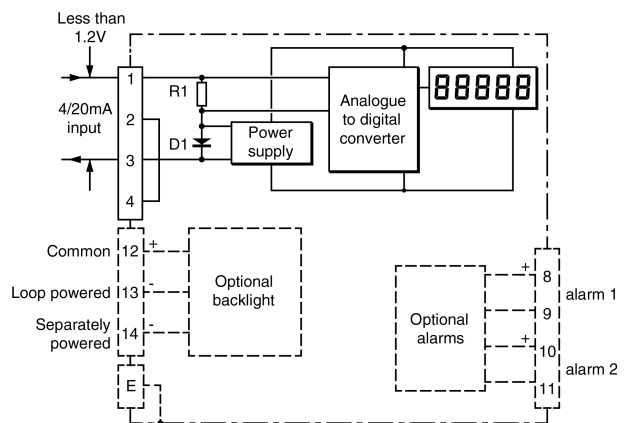 Less than
1.2V
1
R1
Analogue
to digital
converter
88888
4/20mA
input
2
D1
Power
supply
3
4
Common
12
+
Optional
backlight
Loop powered
13
-
Separately
powered
14
-
E
Optional
alarms
+
8
alarm 1
9
+
10
alarm 2
11